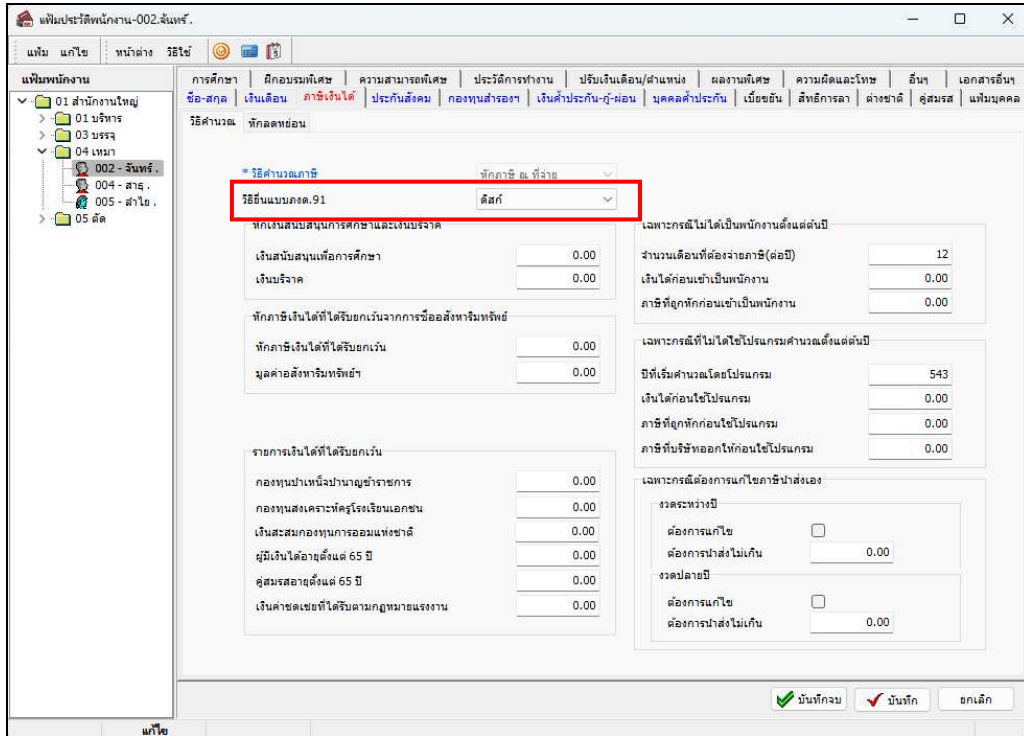 แฟ้มประวัติพนักงาน-002.จันทร์ .
แฟ้ม แก้ไข หน้าต่าง วิธีใช้
แฟ้มพนักงาน
01 สำนักงานใหญ่
01 บริหาร
03 บรรจุ
04 เหมา
002 - จันทร์ .
004 - สาธุ .
005 - ลำไย .
05 ตัด
การศึกษา ฝึกอบรมพิเศษ ความสามารถพิเศษ ประวัติการทำงาน ปรับเงินเดือน/ตำแหน่ง ผลงานพิเศษ ความผิดและโทษ อื่นๆ เอกสารอื่นๆ
ชื่อ-สกุล เงินเดือน ภาษีเงินได้ ประกันสังคม กองทุนสำรองฯ เงินค้ำประกัน-กู้-ผ่อน บุคคลค้ำประกัน เบี้ยขยัน สิทธิการลา ต่างชาติ คู่สมรส แฟ้มบุคคล
วิธีคำนวณ หักลดหย่อน
* วิธีคำนวณภาษี หักภาษี ณ ที่จ่าย
วิธียื่นแบบภงด.91 ดิสก์
หักเงินสนับสนุนการศึกษาและเงินบริจาค
เงินสนับสนุนเพื่อการศึกษา 0.00
เงินบริจาค 0.00
หักภาษีเงินได้ที่ได้รับยกเว้นจากการซื้ออสังหาริมทรัพย์
หักภาษีเงินได้ที่ได้รับยกเว้น 0.00
มูลค่าอสังหาริมทรัพย์ฯ 0.00
รายการเงินได้ที่ได้รับยกเว้น
กองทุนบำเหน็จบำนาญข้าราชการ 0.00
กองทุนสงเคราะห์ครูโรงเรียนเอกชน 0.00
เงินสะสมกองทุนการออมแห่งชาติ 0.00
ผู้มีเงินได้อายุตั้งแต่ 65 ปี 0.00
คู่สมรสอายุตั้งแต่ 65 ปี 0.00
เงินค่าชดเชยที่ได้รับตามกฎหมายแรงงาน 0.00
เฉพาะกรณีไม่ได้เป็นพนักงานตั้งแต่ต้นปี
จำนวนเดือนที่ต้องจ่ายภาษี(ต่อปี) 12
เงินได้ก่อนเข้าเป็นพนักงาน 0.00
ภาษีที่ถูกหักก่อนเข้าเป็นพนักงาน 0.00
เฉพาะกรณีที่ไม่ได้ใช้โปรแกรมคำนวณตั้งแต่ต้นปี
ปีที่เริ่มคำนวณโดยโปรแกรม 543
เงินได้ก่อนใช้โปรแกรม 0.00
ภาษีที่ถูกหักก่อนใช้โปรแกรม 0.00
ภาษีที่บริษัทออกให้ก่อนใช้โปรแกรม 0.00
เฉพาะกรณีต้องการแก้ไขภาษีนำส่งเอง
งวดระหว่างปี
ต้องการแก้ไข
ต้องการนำส่งไม่เกิน 0.00
งวดปลายปี
ต้องการแก้ไข
ต้องการนำส่งไม่เกิน 0.00
บันทึกจบ บันทึก ยกเลิก
แก้ไข